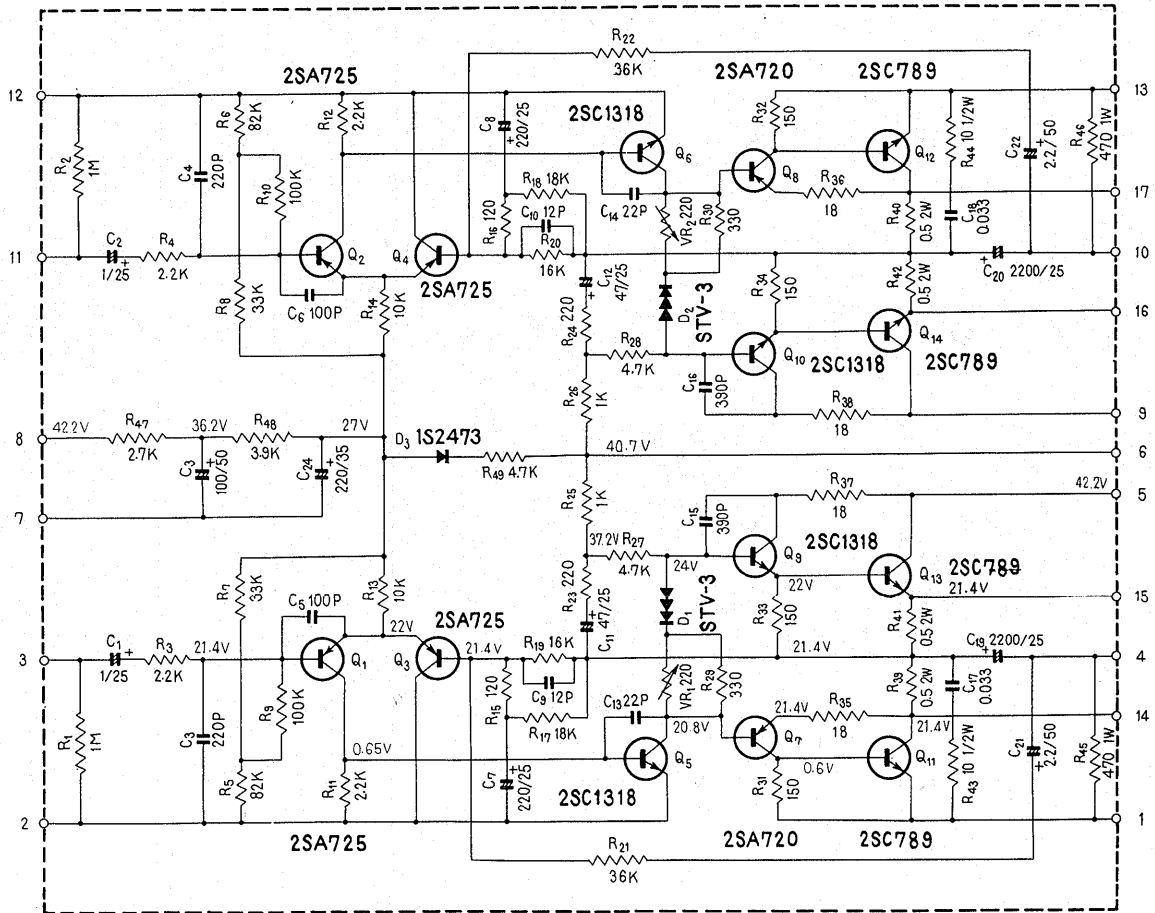 R22
36K
2SA725
2SA720
2SC789
12
13
R6
82K
R12
2.2K
C8
220/25
2SC1318
Q6
R32
150
Q12
R44 10 1/2W
C22
2.2/50
R46
470 1W
R2
1M
C4
220P
R10
100K
R18 18K
C10 12P
R16 120
R20
16K
C14 22P
VR2 220
R30
330
Q8
R36
18
17
R40
0.5 2W
C18
0.033
C2
1/25
R4
2.2K
Q2
Q4
2SA725
11
10
C20 2200/25
R8
33K
C6 100P
R14
10K
C12
47/25
R24 220
D2
STV-3
R34
150
R42
0.5 2W
16
Q14
2SC789
R28
4.7K
Q10
2SC1318
C16
390P
R26
1K
R38
18
9
8
42.2V
R47
2.7K
36.2V
R48
3.9K
27V
C3
100/50
C24
220/35
D3
1S2473
R49 4.7K
40.7V
6
7
R25
1K
R37
18
42.2V
5
C15
390P
37.2V
R27
4.7K
24V
Q9
2SC1318
22V
2SC789
Q13
21.4V
15
R7
33K
R13
10K
C5 100P
R23 220
C11 47/25
D1
STV-3
R33
150
R41
0.5 2W
2SA725
22V
3
C1
1/25
R3
2.2K
21.4V
Q1
Q3
21.4V
R19 16K
C9 12P
21.4V
C19 2200/25
4
R1
1M
C3
220P
R9
100K
R15
120
R17 18K
C13 22P
VR1 220
R29
330
R39
0.5 2W
C17
0.033
20.8V
21.4V
R35
18
21.4V
14
0.65V
Q5
Q7
0.6V
Q11
R5
82K
R11
2.2K
C7
220/25
2SC1318
R31
150
R43 10 1/2W
C21
2.2/50
R45
470 1W
2
1
2SA725
2SA720
2SC789
R21
36K